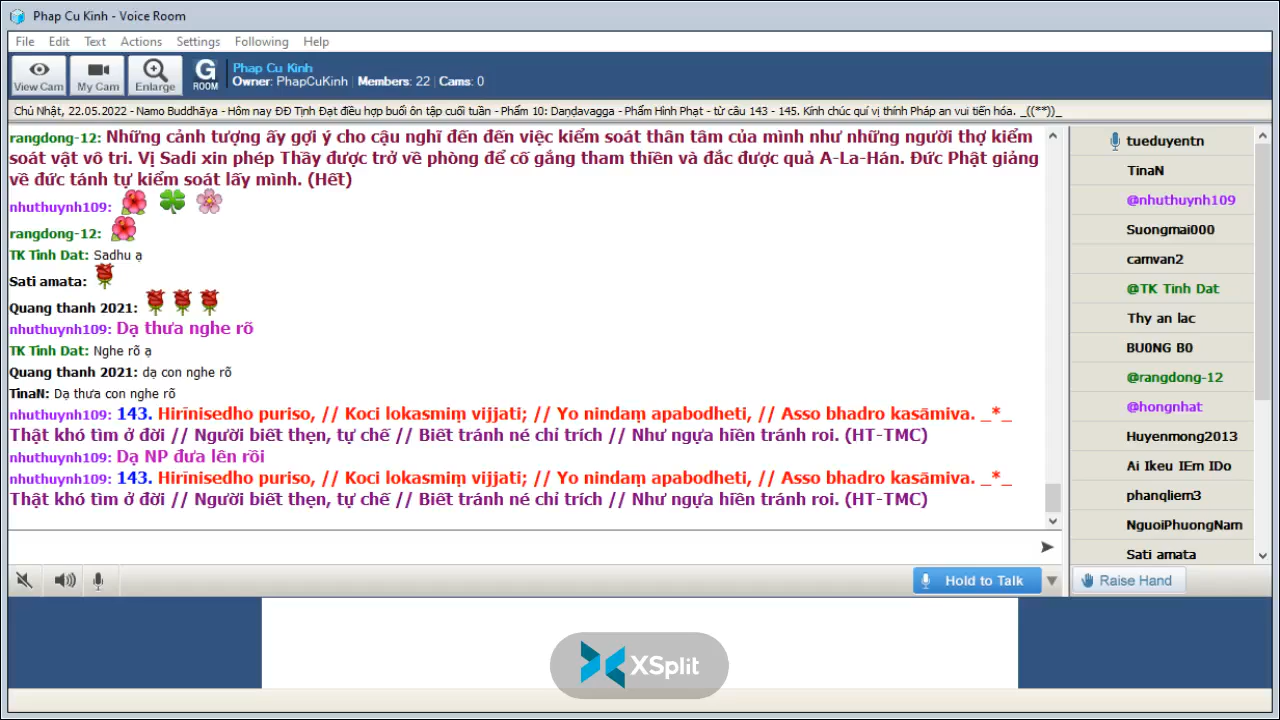 Phap Cu Kinh - Voice Room
File Edit Text Actions Settings Following Help
View Cam My Cam Enlarge G ROOM
Phap Cu Kinh
Owner: PhapCuKinh | Members: 22 | Cams: 0
Chủ Nhật, 22.05.2022 - Namo Buddhāya - Hôm nay ĐĐ Tịnh Đạt điều hợp buổi ôn tập cuối tuần - Phẩm 10: Daṇḍavagga - Phẩm Hình Phạt - từ câu 143 - 145. Kính chúc quí vị thính Pháp an vui tiến hóa. _((**))_
rangdong-12: Những cảnh tượng ấy gợi ý cho cậu nghĩ đến đến việc kiểm soát thân tâm của mình như những người thợ kiểm
soát vật vô tri. Vị Sadi xin phép Thầy được trở về phòng để cố gắng tham thiền và đắc được quả A-La-Hán. Đức Phật giảng
về đức tánh tự kiểm soát lấy mình. (Hết)
nhuthuynh109:
rangdong-12:
TK Tinh Dat: Sadhu ạ
Sati amata:
Quang thanh 2021:
nhuthuynh109: Dạ thưa nghe rõ
TK Tinh Dat: Nghe rõ ạ
Quang thanh 2021: dạ con nghe rõ
TinaN: Dạ thưa con nghe rõ
nhuthuynh109: 143. Hirīnisedho puriso, // Koci lokasmiṃ vijjati; // Yo nindaṃ apabodheti, // Asso bhadro kasāmiva. _*_
Thật khó tìm ở đời // Người biết thẹn, tự chế // Biết tránh né chỉ trích // Như ngựa hiền tránh roi. (HT-TMC)
nhuthuynh109: Dạ NP đưa lên rồi
nhuthuynh109: 143. Hirīnisedho puriso, // Koci lokasmiṃ vijjati; // Yo nindaṃ apabodheti, // Asso bhadro kasāmiva. _*_
Thật khó tìm ở đời // Người biết thẹn, tự chế // Biết tránh né chỉ trích // Như ngựa hiền tránh roi. (HT-TMC)
tueduyentn
TinaN
@nhuthuynh109
Suongmai000
camvan2
@TK Tinh Dat
Thy an lac
BU0NG B0
@rangdong-12
@hongnhat
Huyenmong2013
Ai Ikeu IEm IDo
phanqliem3
NguoiPhuongNam
Sati amata
Hold to Talk
Raise Hand
XSplit